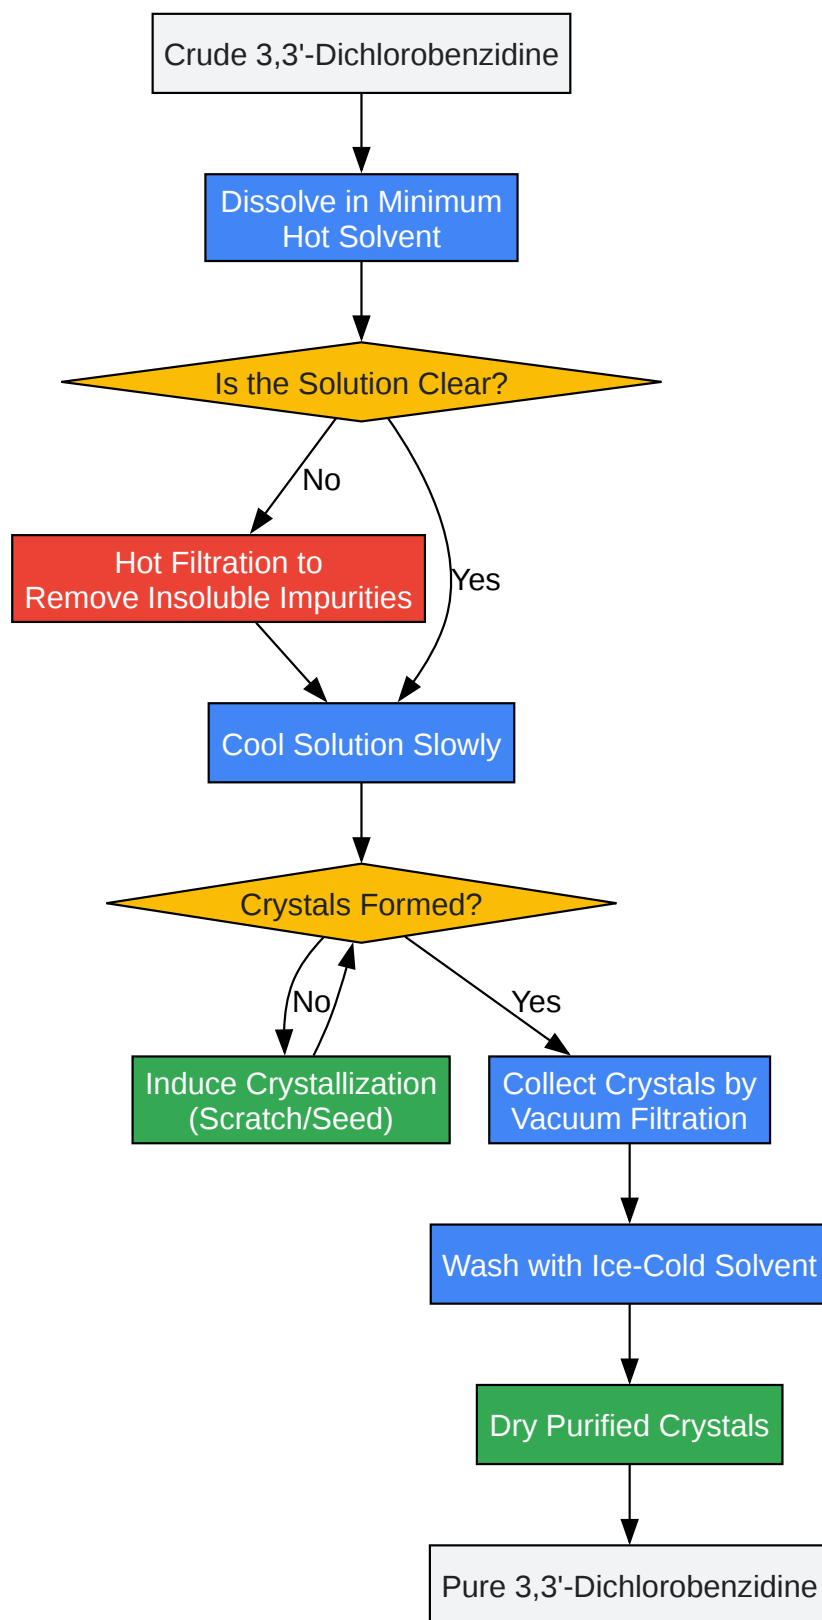 Crude 3,3'-Dichlorobenzidine
Dissolve in Minimum
Hot Solvent
Is the Solution Clear?
No
Hot Filtration to
Remove Insoluble Impurities
Yes
Cool Solution Slowly
Crystals Formed?
No
Yes
Induce Crystallization
(Scratch/Seed)
Collect Crystals by
Vacuum Filtration
Wash with Ice-Cold Solvent
Dry Purified Crystals
Pure 3,3'-Dichlorobenzidine